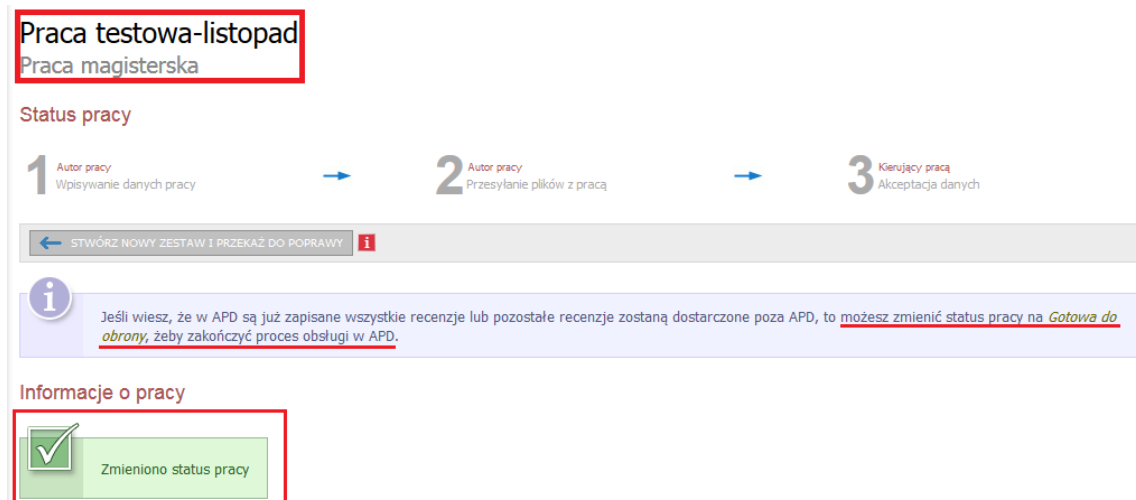 Praca testowa-listopad
Praca magisterska
Status pracy
1 Autor pracy
Wpisywanie danych pracy
2 Autor pracy
Przesyłanie plików z pracą
3 Kierujący pracą
Akceptacja danych
STWÓRZ NOWY ZESTAW I PRZEKAŻ DO POPRAWY i
i
Jeśli wiesz, że w APD są już zapisane wszystkie recenzje lub pozostałe recenzje zostaną dostarczone poza APD, to możesz zmienić status pracy na Gotowa do
obrony, żeby zakończyć proces obsługi w APD.
Informacje o pracy
Zmieniono status pracy